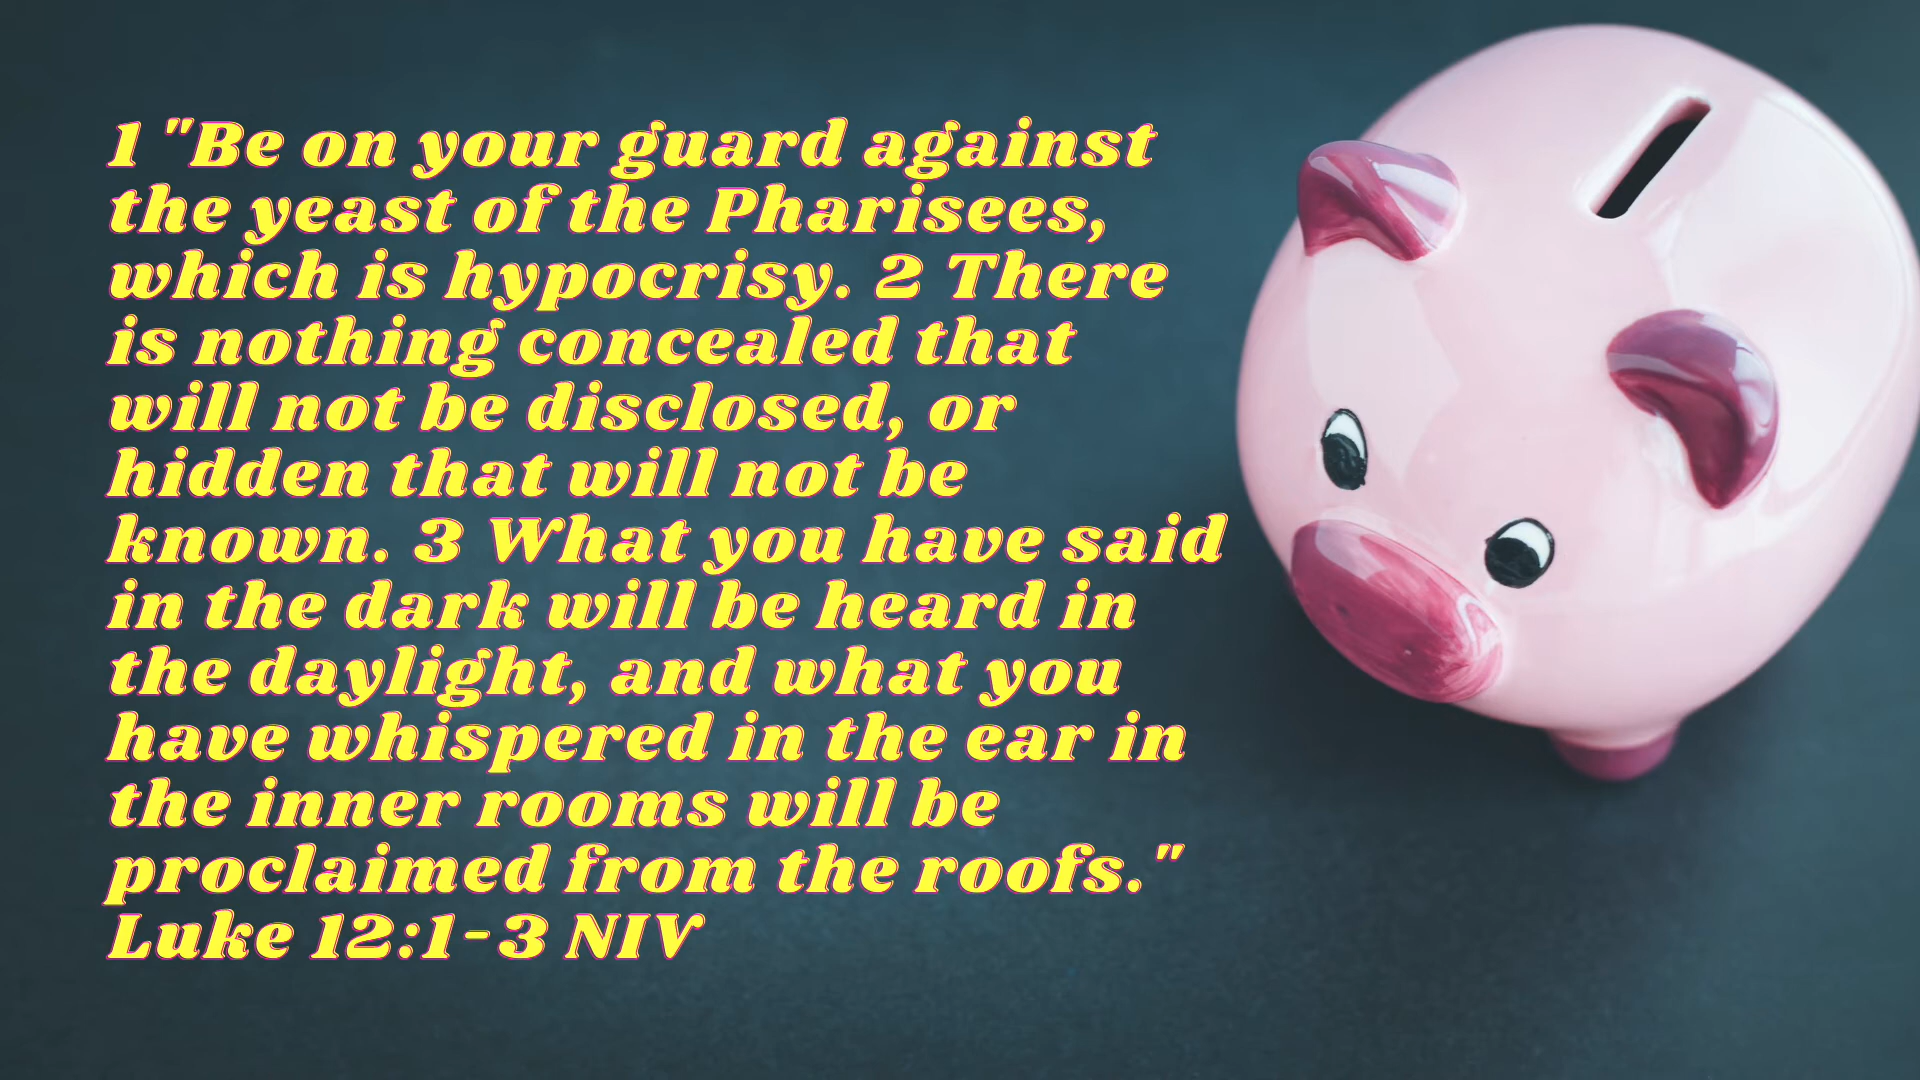 1 "Be on your guard against
the yeast of the Pharisees,
which is hypocrisy. 2 There
is nothing concealed that
will not be disclosed, or
hidden that will not be
known. 3 What you have said
in the dark will be heard in
the daylight, and what you
have whispered in the ear in
the inner rooms will be
proclaimed from the roofs."
Luke 12:1-3 NIV